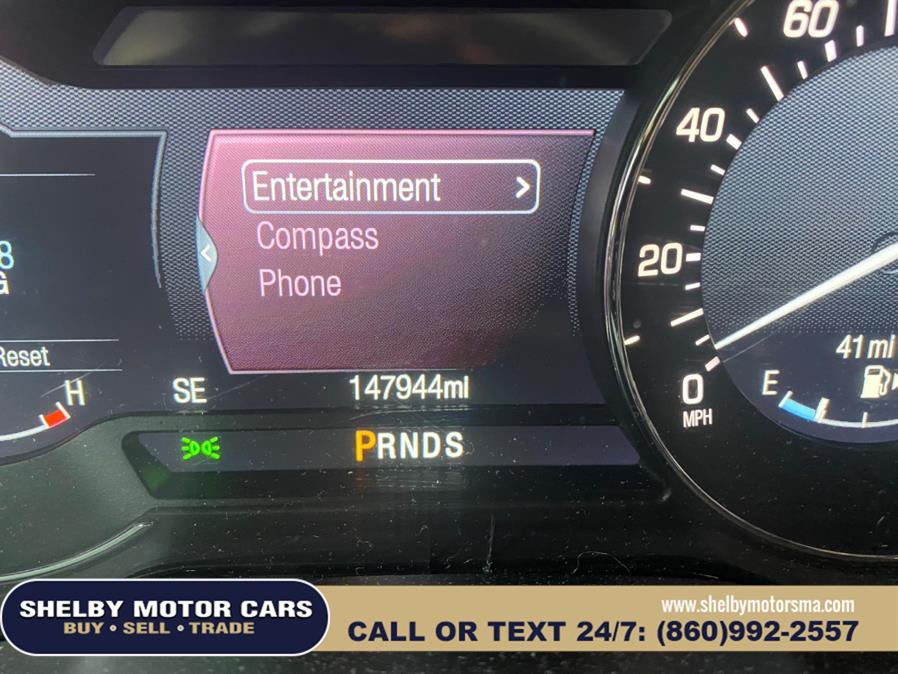 60
Entertainment >
40
Compass
8
20
Phone
G
Reset
41 mi
H
SE
147944mi
0
E
MPH
PRNDS
SHELBY MOTOR CARS
BUY • SELL • TRADE
www.shelbymotorsma.com
CALL OR TEXT 24/7: (860)992-2557